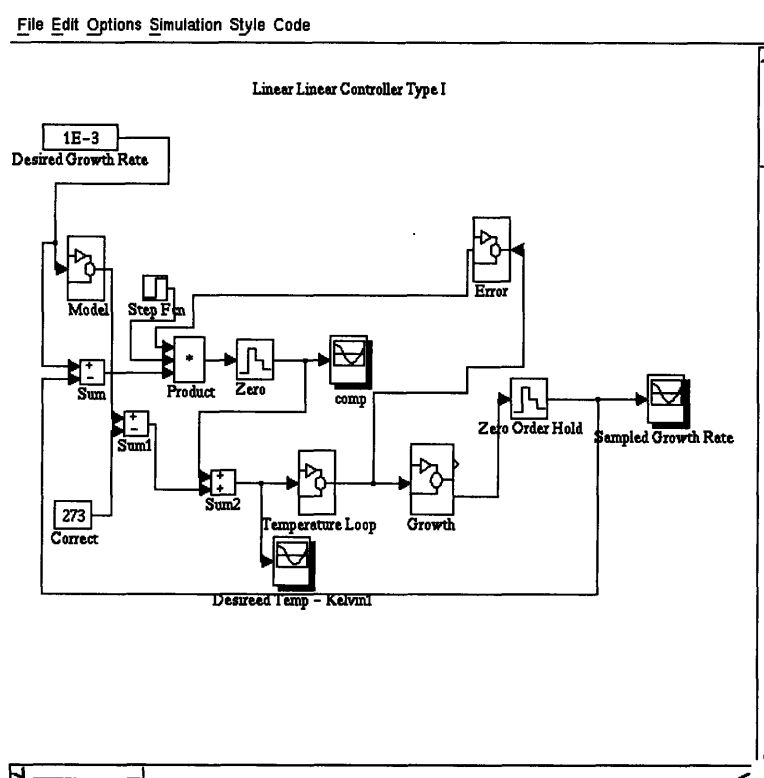 File Edit Options Simulation Style Code
Linear Linear Controller Type I
1E-3
Desired Growth Rate
Error
Model
Step Fcn
*
Product
Zero
comp
+
-
Sum
Zero Order Hold
Sampled Growth Rate
+
-
Sum1
+
+
Sum2
273
Correct
Temperature Loop
Growth
Desireed Temp - Kelvin1